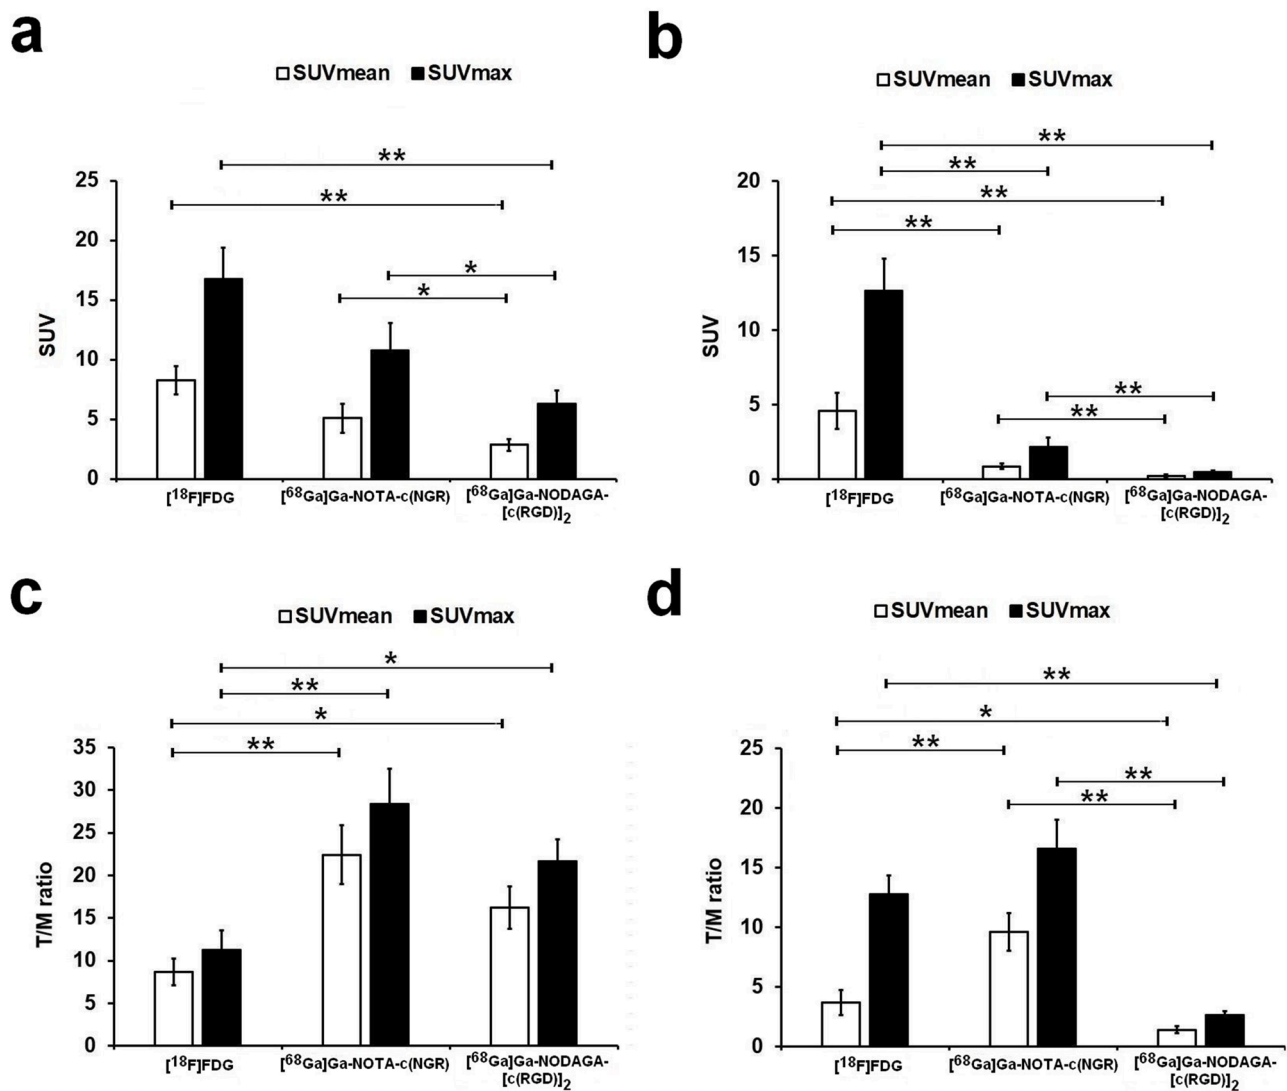 a
SUVmean SUVmax
**
**
*
*
25
20
15
10
5
0
SUV
[18F]FDG
[68Ga]Ga-NOTA-c(NGR)
[68Ga]Ga-NODAGA-
[c(RGD)]2
b
SUVmean SUVmax
**
**
**
**
**
**
20
15
10
5
0
SUV
[18F]FDG
[68Ga]Ga-NOTA-c(NGR)
[68Ga]Ga-NODAGA-
[c(RGD)]2
c
SUVmean SUVmax
*
**
*
**
35
30
25
20
15
10
5
0
T/M ratio
[18F]FDG
[68Ga]Ga-NOTA-c(NGR)
[68Ga]Ga-NODAGA-
[c(RGD)]2
d
SUVmean SUVmax
**
*
**
**
**
25
20
15
10
5
0
T/M ratio
[18F]FDG
[68Ga]Ga-NOTA-c(NGR)
[68Ga]Ga-NODAGA-
[c(RGD)]2